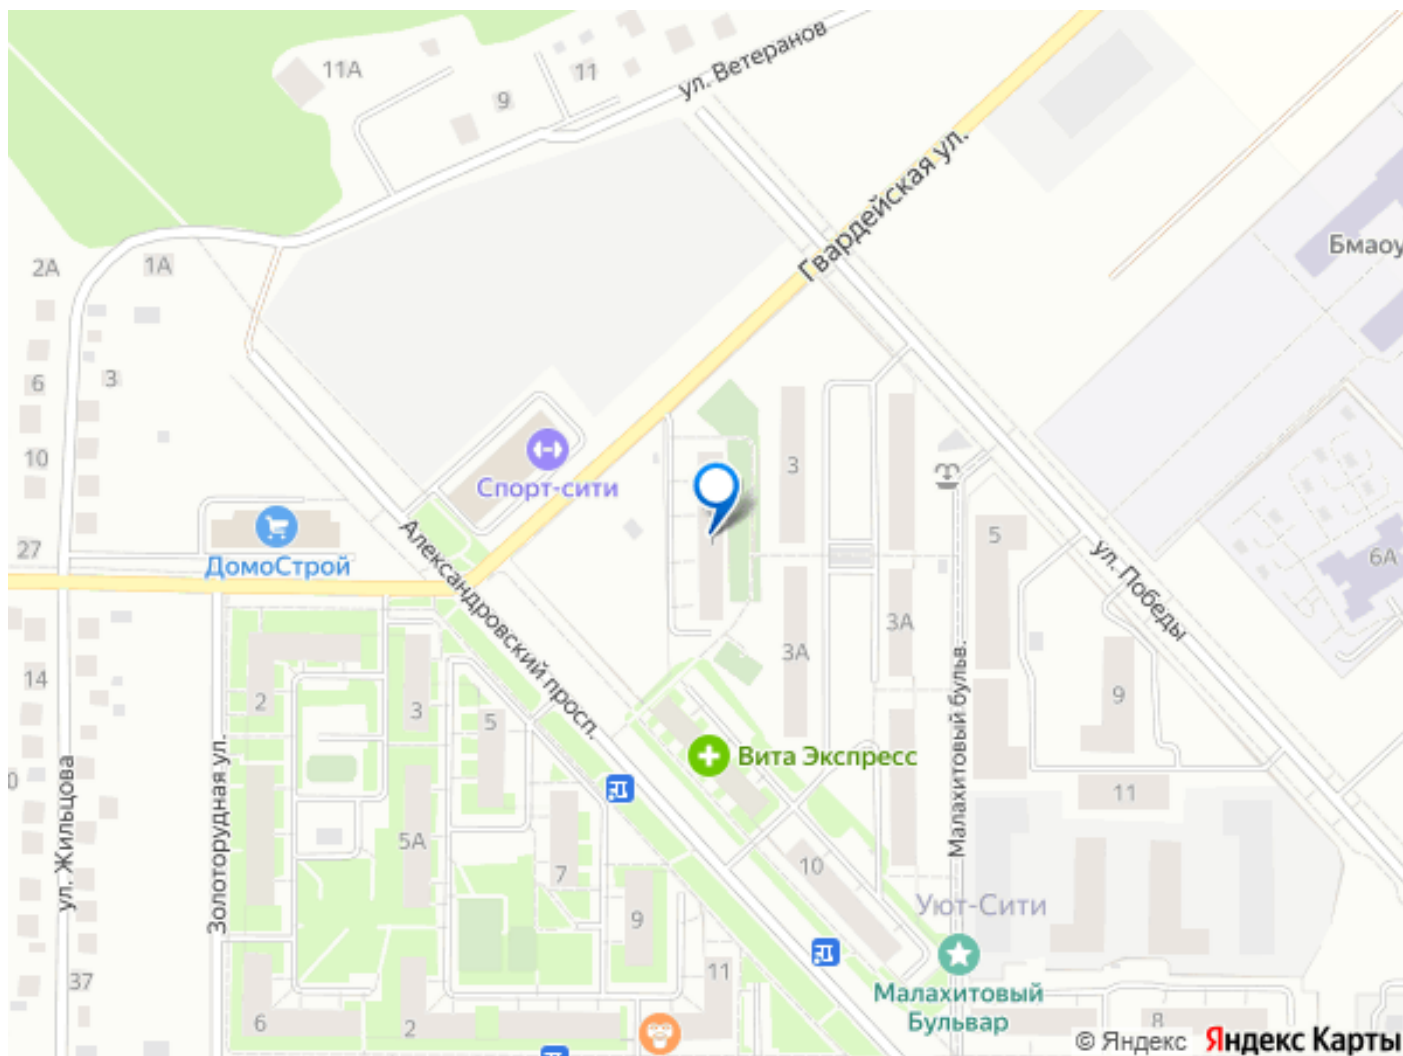 ул. Ветеранов
11А
11
9
Гвардейская ул.
Бмаоу
2А
1А
6
3
10
Спорт-сити
3
27
ДомоСтрой
Александровский просп.
5
ул. Победы
6А
14
2
3
5
3А
3А
Малахитовый бульв.
9
Вита Экспресс
ул. Жильцова
Золоторудная ул.
5А
7
10
11
9
Уют-Сити
37
11
Малахитовый
Бульвар
6
2
8
© Яндекс Яндекс Карты